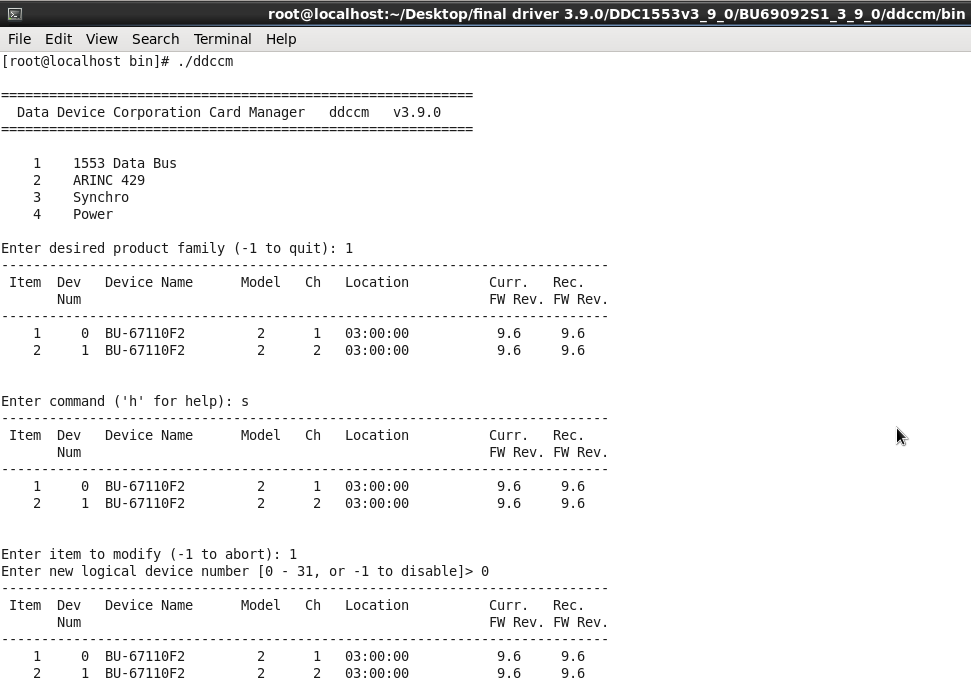 root@localhost:~/Desktop/final driver 3.9.0/DDC1553v3_9_0/BU69092S1_3_9_0/ddccm/bin
File Edit View Search Terminal Help
[root@localhost bin]# ./ddccm
===========================================================
  Data Device Corporation Card Manager   ddccm   v3.9.0
===========================================================
    1    1553 Data Bus
    2    ARINC 429
    3    Synchro
    4    Power
Enter desired product family (-1 to quit): 1
----------------------------------------------------------------------------
 Item  Dev   Device Name      Model   Ch   Location          Curr.   Rec.
       Num                                                   FW Rev. FW Rev.
----------------------------------------------------------------------------
    1     0  BU-67110F2         2      1   03:00:00           9.6     9.6
    2     1  BU-67110F2         2      2   03:00:00           9.6     9.6
Enter command ('h' for help): s
----------------------------------------------------------------------------
 Item  Dev   Device Name      Model   Ch   Location          Curr.   Rec.
       Num                                                   FW Rev. FW Rev.
----------------------------------------------------------------------------
    1     0  BU-67110F2         2      1   03:00:00           9.6     9.6
    2     1  BU-67110F2         2      2   03:00:00           9.6     9.6
Enter item to modify (-1 to abort): 1
Enter new logical device number [0 - 31, or -1 to disable]> 0
----------------------------------------------------------------------------
 Item  Dev   Device Name      Model   Ch   Location          Curr.   Rec.
       Num                                                   FW Rev. FW Rev.
----------------------------------------------------------------------------
    1     0  BU-67110F2         2      1   03:00:00           9.6     9.6
    2     1  BU-67110F2         2      2   03:00:00           9.6     9.6